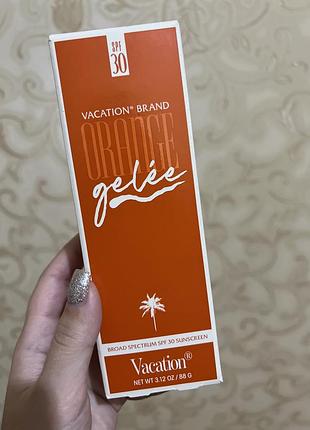 SPF
30
VACATION® BRAND
ORANGE
gelée
BROAD SPECTRUM SPF 30 SUNSCREEN
Vacation®
NET WT 3.12 OZ / 88 G